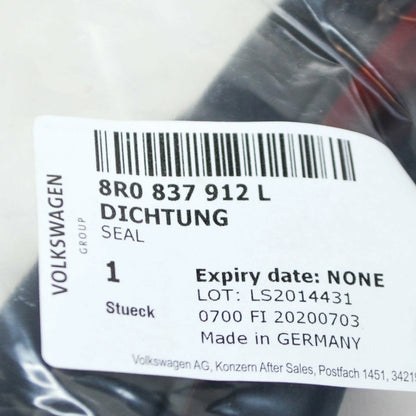 8R0 837 912 L
DICHTUNG
SEAL
VOLKSWAGEN
GROUP
1
Stueck
Expiry date: NONE
LOT: LS2014431
0700 FI 20200703
Made in GERMANY
Volkswagen AG, Konzern After Sales, Postfach 1451, 34219